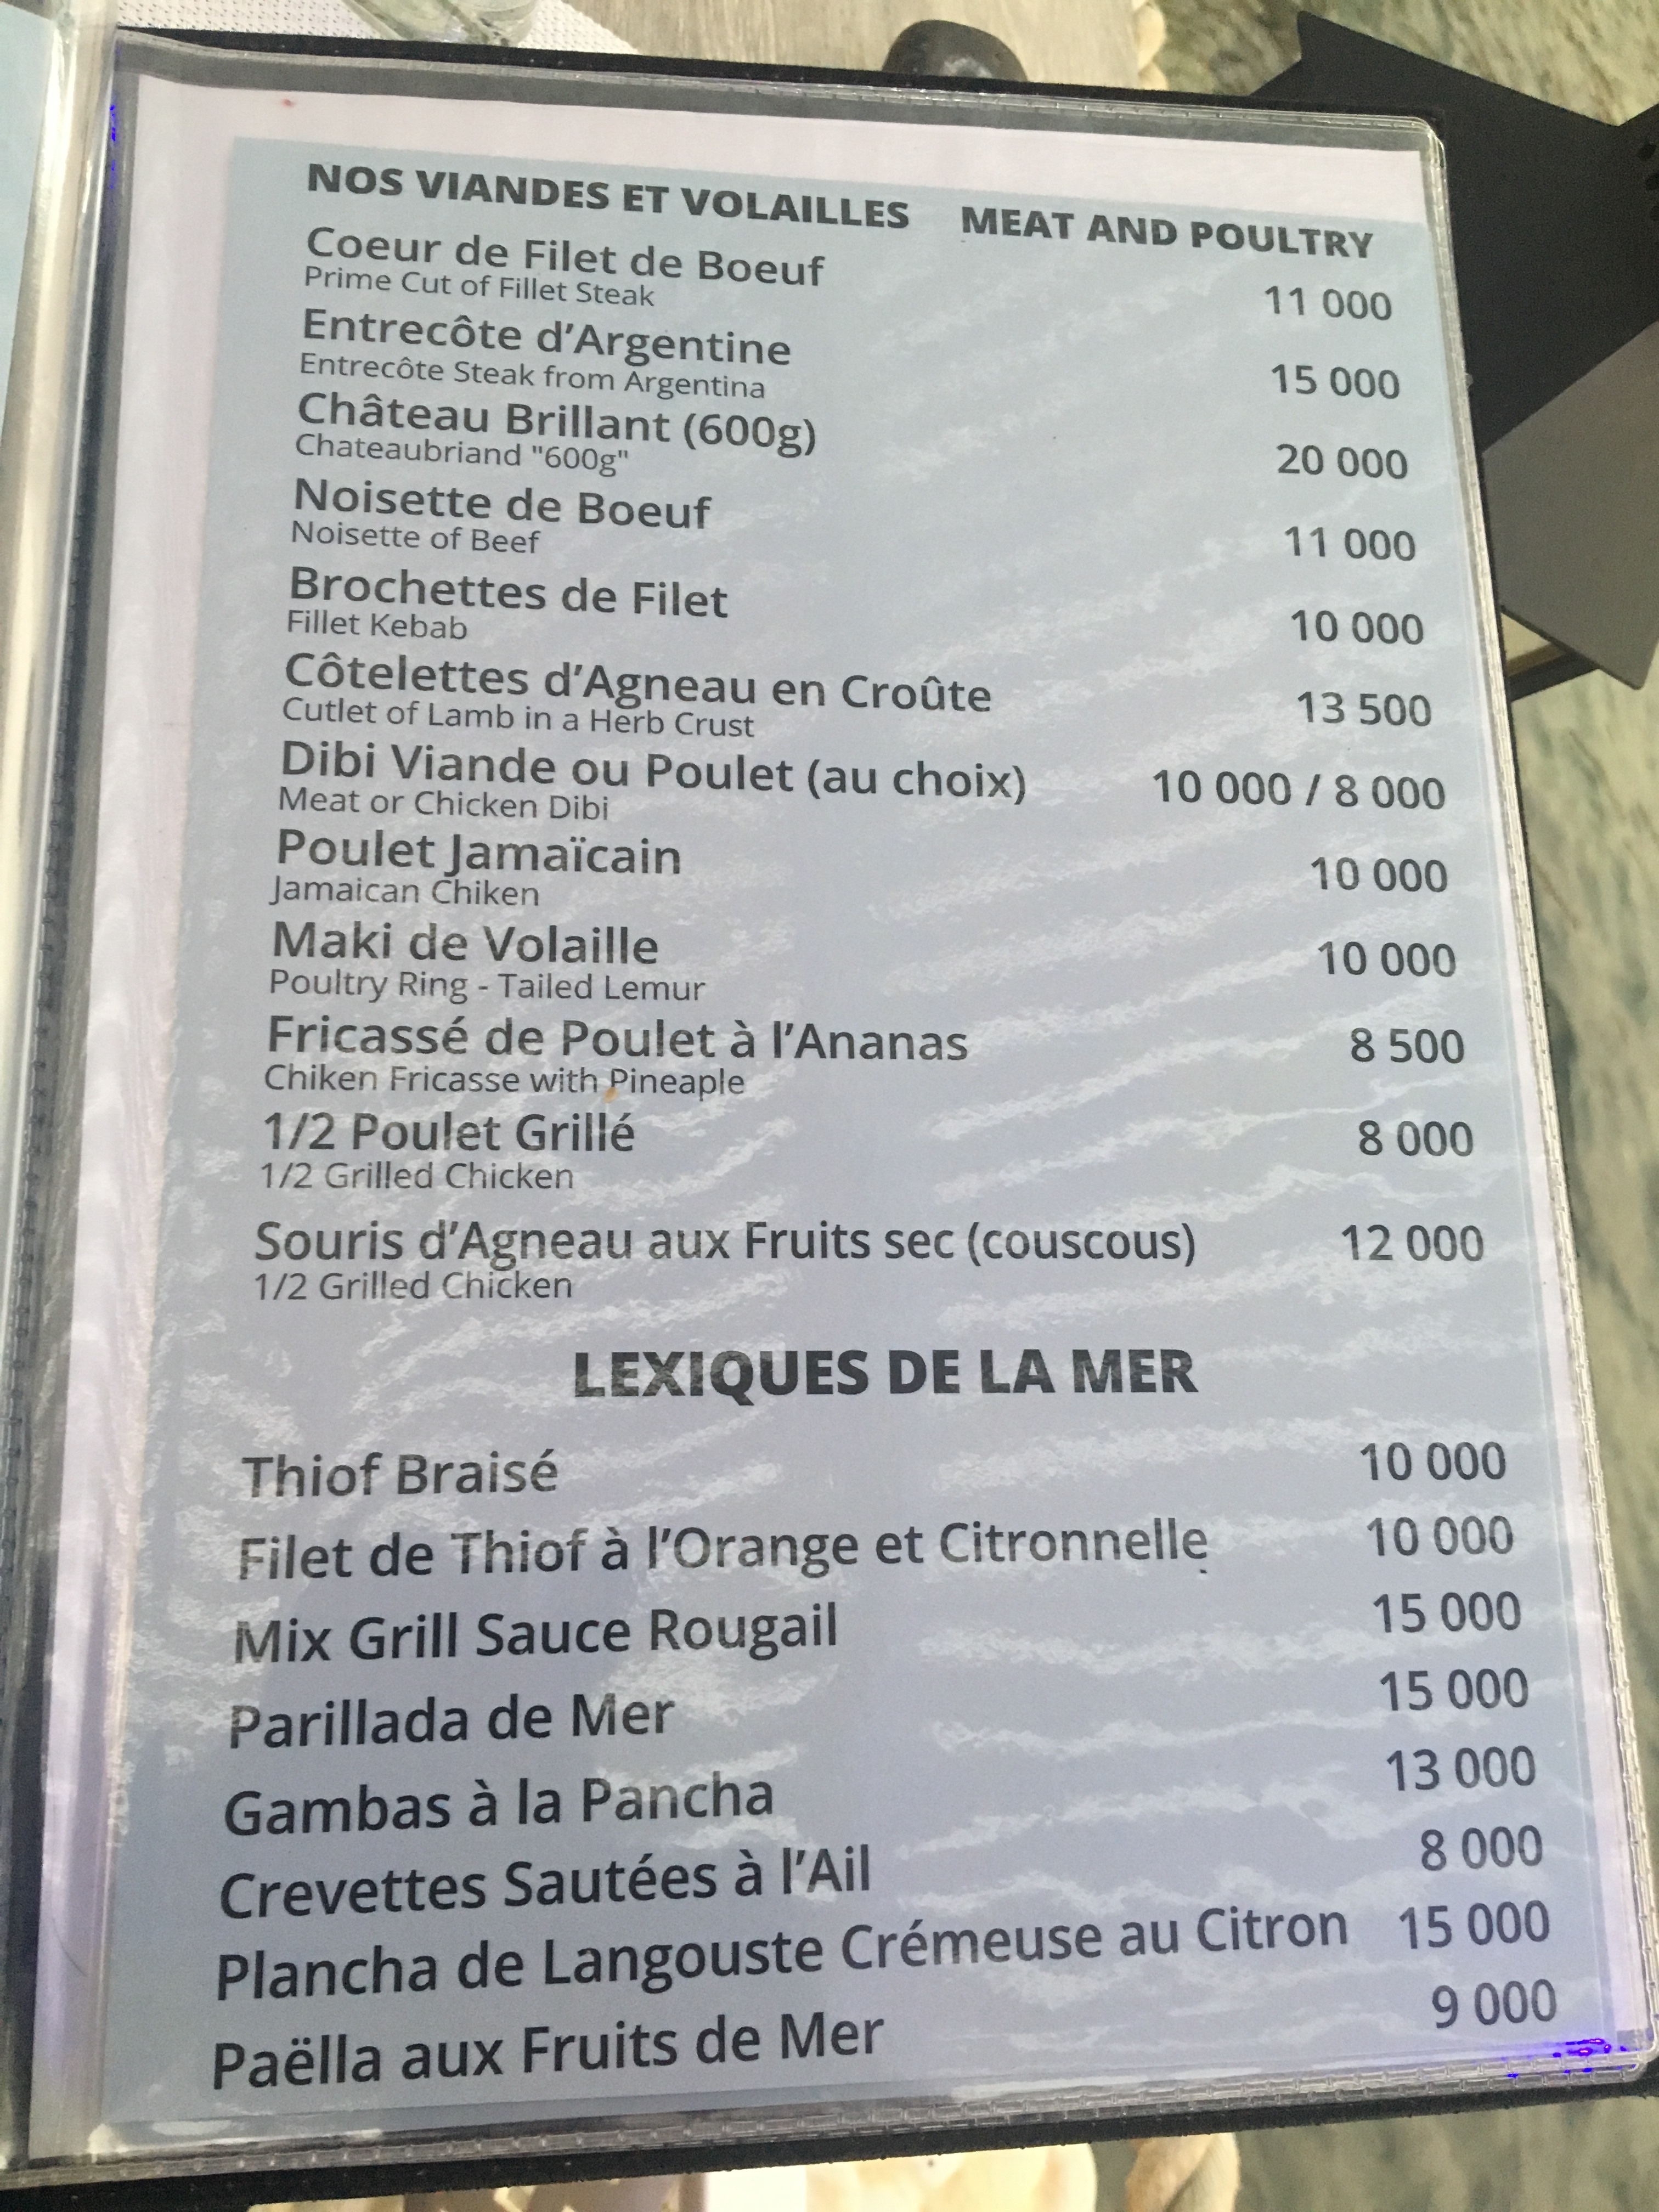 NOS VIANDES ET VOLAILLES MEAT AND POULTRY
Coeur de Filet de Boeuf 11 000
Prime Cut of Fillet Steak
Entrecôte d'Argentine 15 000
Entrecôte Steak from Argentina
Château Brillant (600g) 20 000
Chateaubriand "600g"
Noisette de Boeuf 11 000
Noisette of Beef
Brochettes de Filet 10 000
Fillet Kebab
Côtelettes d'Agneau en Croûte 13 500
Cutlet of Lamb in a Herb Crust
Dibi Viande ou Poulet (au choix) 10 000 / 8 000
Meat or Chicken Dibi
Poulet Jamaïcain 10 000
Jamaican Chiken
Maki de Volaille 10 000
Poultry Ring - Tailed Lemur
Fricassé de Poulet à l'Ananas 8 500
Chiken Fricasse with Pineaple
1/2 Poulet Grillé 8 000
1/2 Grilled Chicken
Souris d'Agneau aux Fruits sec (couscous) 12 000
1/2 Grilled Chicken
LEXIQUES DE LA MER
Thiof Braisé 10 000
Filet de Thiof à l'Orange et Citronnelle 10 000
Mix Grill Sauce Rougail 15 000
Parillada de Mer 15 000
Gambas à la Pancha 13 000
Crevettes Sautées à l'Ail 8 000
Plancha de Langouste Crémeuse au Citron 15 000
Paëlla aux Fruits de Mer 9 000